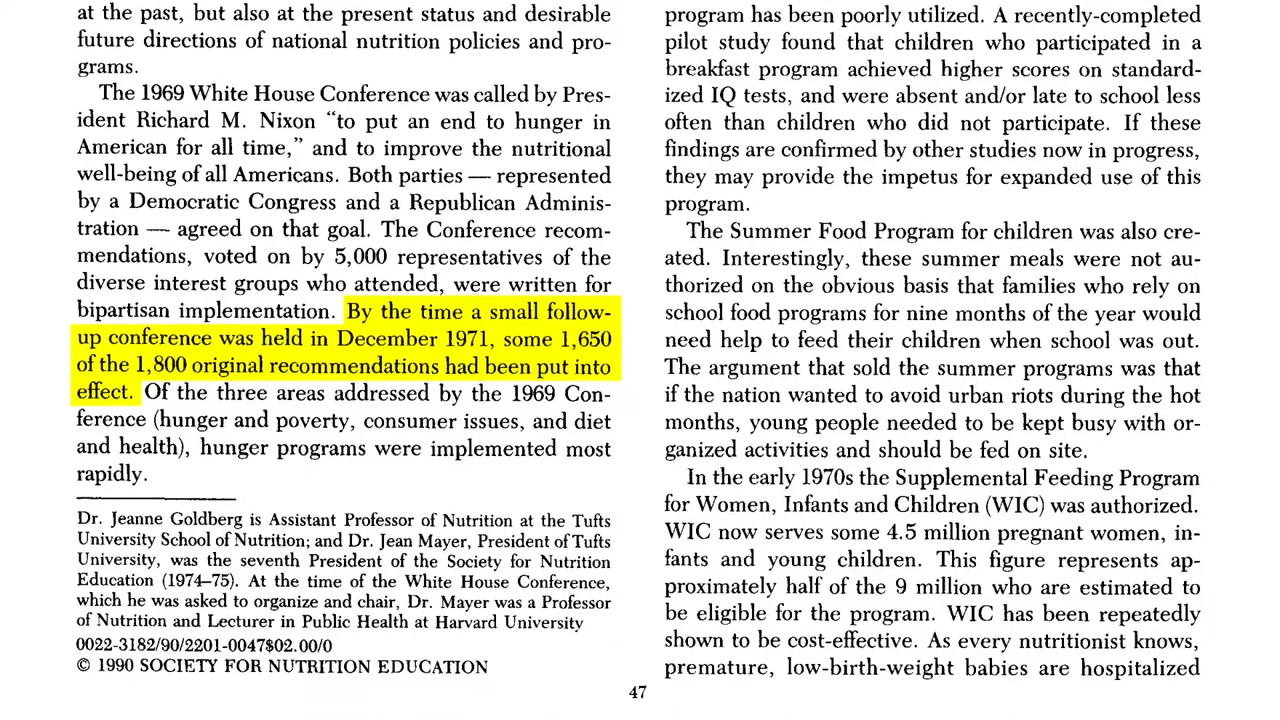 at the past, but also at the present status and desirable
future directions of national nutrition policies and pro-
grams.
The 1969 White House Conference was called by Pres-
ident Richard M. Nixon “to put an end to hunger in
American for all time,” and to improve the nutritional
well-being of all Americans. Both parties — represented
by a Democratic Congress and a Republican Adminis-
tration — agreed on that goal. The Conference recom-
mendations, voted on by 5,000 representatives of the
diverse interest groups who attended, were written for
bipartisan implementation. By the time a small follow-
up conference was held in December 1971, some 1,650
of the 1,800 original recommendations had been put into
effect. Of the three areas addressed by the 1969 Con-
ference (hunger and poverty, consumer issues, and diet
and health), hunger programs were implemented most
rapidly.
Dr. Jeanne Goldberg is Assistant Professor of Nutrition at the Tufts
University School of Nutrition; and Dr. Jean Mayer, President of Tufts
University, was the seventh President of the Society for Nutrition
Education (1974–75). At the time of the White House Conference,
which he was asked to organize and chair, Dr. Mayer was a Professor
of Nutrition and Lecturer in Public Health at Harvard University
0022-3182/90/2201-0047$02.00/0
© 1990 SOCIETY FOR NUTRITION EDUCATION
program has been poorly utilized. A recently-completed
pilot study found that children who participated in a
breakfast program achieved higher scores on standard-
ized IQ tests, and were absent and/or late to school less
often than children who did not participate. If these
findings are confirmed by other studies now in progress,
they may provide the impetus for expanded use of this
program.
The Summer Food Program for children was also cre-
ated. Interestingly, these summer meals were not au-
thorized on the obvious basis that families who rely on
school food programs for nine months of the year would
need help to feed their children when school was out.
The argument that sold the summer programs was that
if the nation wanted to avoid urban riots during the hot
months, young people needed to be kept busy with or-
ganized activities and should be fed on site.
In the early 1970s the Supplemental Feeding Program
for Women, Infants and Children (WIC) was authorized.
WIC now serves some 4.5 million pregnant women, in-
fants and young children. This figure represents ap-
proximately half of the 9 million who are estimated to
be eligible for the program. WIC has been repeatedly
shown to be cost-effective. As every nutritionist knows,
premature, low-birth-weight babies are hospitalized
47